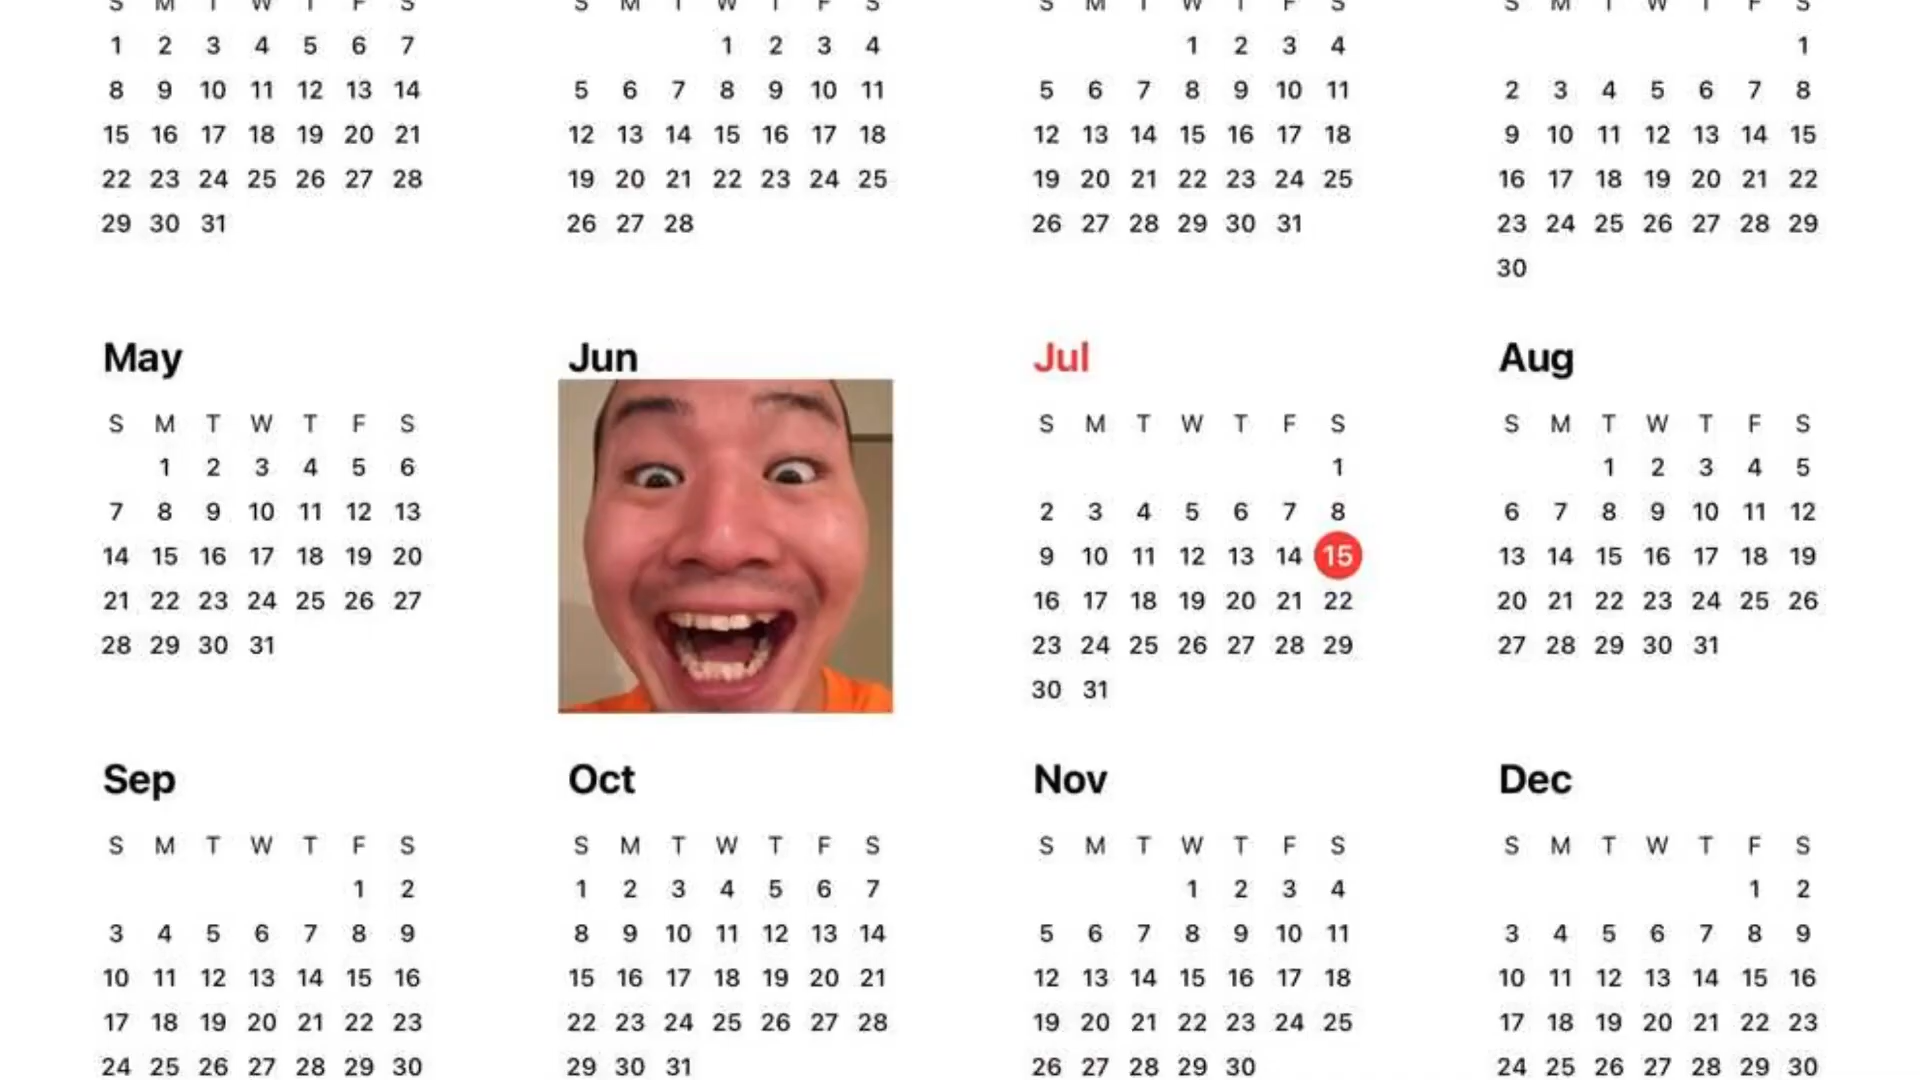 S M T W T F S
1 2 3 4 5 6 7
8 9 10 11 12 13 14
15 16 17 18 19 20 21
22 23 24 25 26 27 28
29 30 31
S M T W T F S
1 2 3 4
5 6 7 8 9 10 11
12 13 14 15 16 17 18
19 20 21 22 23 24 25
26 27 28
S M T W T F S
1 2 3 4
5 6 7 8 9 10 11
12 13 14 15 16 17 18
19 20 21 22 23 24 25
26 27 28 29 30 31
S M T W T F S
1
2 3 4 5 6 7 8
9 10 11 12 13 14 15
16 17 18 19 20 21 22
23 24 25 26 27 28 29
30
May
S M T W T F S
1 2 3 4 5 6
7 8 9 10 11 12 13
14 15 16 17 18 19 20
21 22 23 24 25 26 27
28 29 30 31
Jun
Jul
S M T W T F S
1
2 3 4 5 6 7 8
9 10 11 12 13 14 15
16 17 18 19 20 21 22
23 24 25 26 27 28 29
30 31
Aug
S M T W T F S
1 2 3 4 5
6 7 8 9 10 11 12
13 14 15 16 17 18 19
20 21 22 23 24 25 26
27 28 29 30 31
Sep
S M T W T F S
1 2
3 4 5 6 7 8 9
10 11 12 13 14 15 16
17 18 19 20 21 22 23
24 25 26 27 28 29 30
Oct
S M T W T F S
1 2 3 4 5 6 7
8 9 10 11 12 13 14
15 16 17 18 19 20 21
22 23 24 25 26 27 28
29 30 31
Nov
S M T W T F S
1 2 3 4
5 6 7 8 9 10 11
12 13 14 15 16 17 18
19 20 21 22 23 24 25
26 27 28 29 30
Dec
S M T W T F S
1 2
3 4 5 6 7 8 9
10 11 12 13 14 15 16
17 18 19 20 21 22 23
24 25 26 27 28 29 30